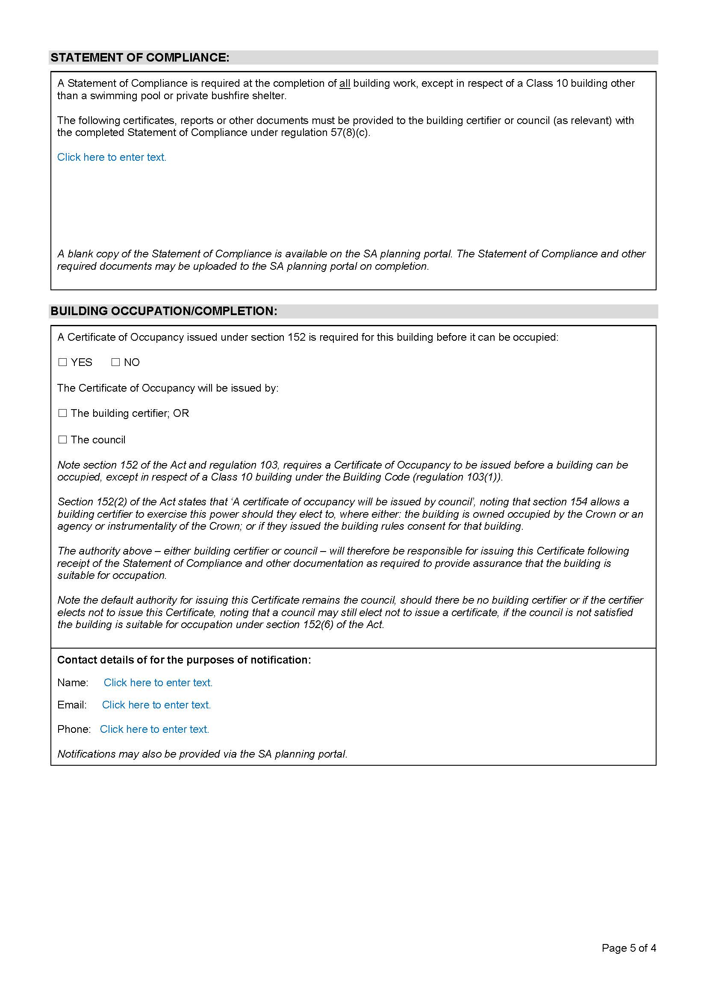 STATEMENT OF COMPLIANCE:
A Statement of Compliance is required at the completion of all building work, except in respect of a Class 10 building other
than a swimming pool or private bushfire shelter.
The following certificates, reports or other documents must be provided to the building certifier or council (as relevant) with
the completed Statement of Compliance under regulation 57(8)(c).
Click here to enter text.
A blank copy of the Statement of Compliance is available on the SA planning portal. The Statement of Compliance and other
required documents may be uploaded to the SA planning portal on completion.
BUILDING OCCUPATION/COMPLETION:
A Certificate of Occupancy issued under section 152 is required for this building before it can be occupied:
☐ YES ☐ NO
The Certificate of Occupancy will be issued by:
☐ The building certifier; OR
☐ The council
Note section 152 of the Act and regulation 103, requires a Certificate of Occupancy to be issued before a building can be
occupied, except in respect of a Class 10 building under the Building Code (regulation 103(1)).
Section 152(2) of the Act states that ‘A certificate of occupancy will be issued by council’, noting that section 154 allows a
building certifier to exercise this power should they elect to, where either: the building is owned occupied by the Crown or an
agency or instrumentality of the Crown; or if they issued the building rules consent for that building.
The authority above – either building certifier or council – will therefore be responsible for issuing this Certificate following
receipt of the Statement of Compliance and other documentation as required to provide assurance that the building is
suitable for occupation.
Note the default authority for issuing this Certificate remains the council, should there be no building certifier or if the certifier
elects not to issue this Certificate, noting that a council may still elect not to issue a certificate, if the council is not satisfied
the building is suitable for occupation under section 152(6) of the Act.
Contact details of for the purposes of notification:
Name: Click here to enter text.
Email: Click here to enter text.
Phone: Click here to enter text.
Notifications may also be provided via the SA planning portal.
Page 5 of 4